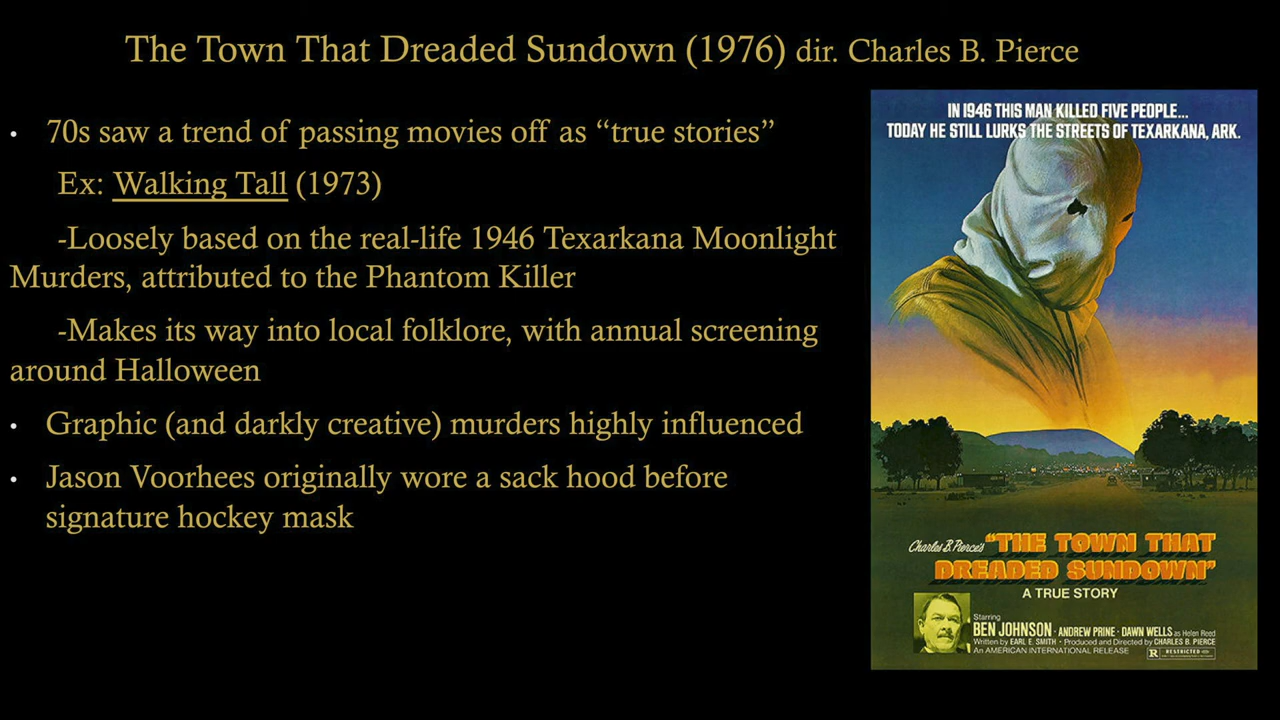 The Town That Dreaded Sundown (1976) dir. Charles B. Pierce
• 70s saw a trend of passing movies off as “true stories”
Ex: Walking Tall (1973)
-Loosely based on the real-life 1946 Texarkana Moonlight
Murders, attributed to the Phantom Killer
-Makes its way into local folklore, with annual screening
around Halloween
• Graphic (and darkly creative) murders highly influenced
• Jason Voorhees originally wore a sack hood before
signature hockey mask
IN 1946 THIS MAN KILLED FIVE PEOPLE...
TODAY HE STILL LURKS THE STREETS OF TEXARKANA, ARK.
Charles B. Pierce's “THE TOWN THAT
DREADED SUNDOWN”
A TRUE STORY
Starring
BEN JOHNSON · ANDREW PRINE · DAWN WELLS as Helen Reed
Written by EARL E. SMITH · Produced and Directed by CHARLES B. PIERCE
An AMERICAN INTERNATIONAL RELEASE
R RESTRICTED